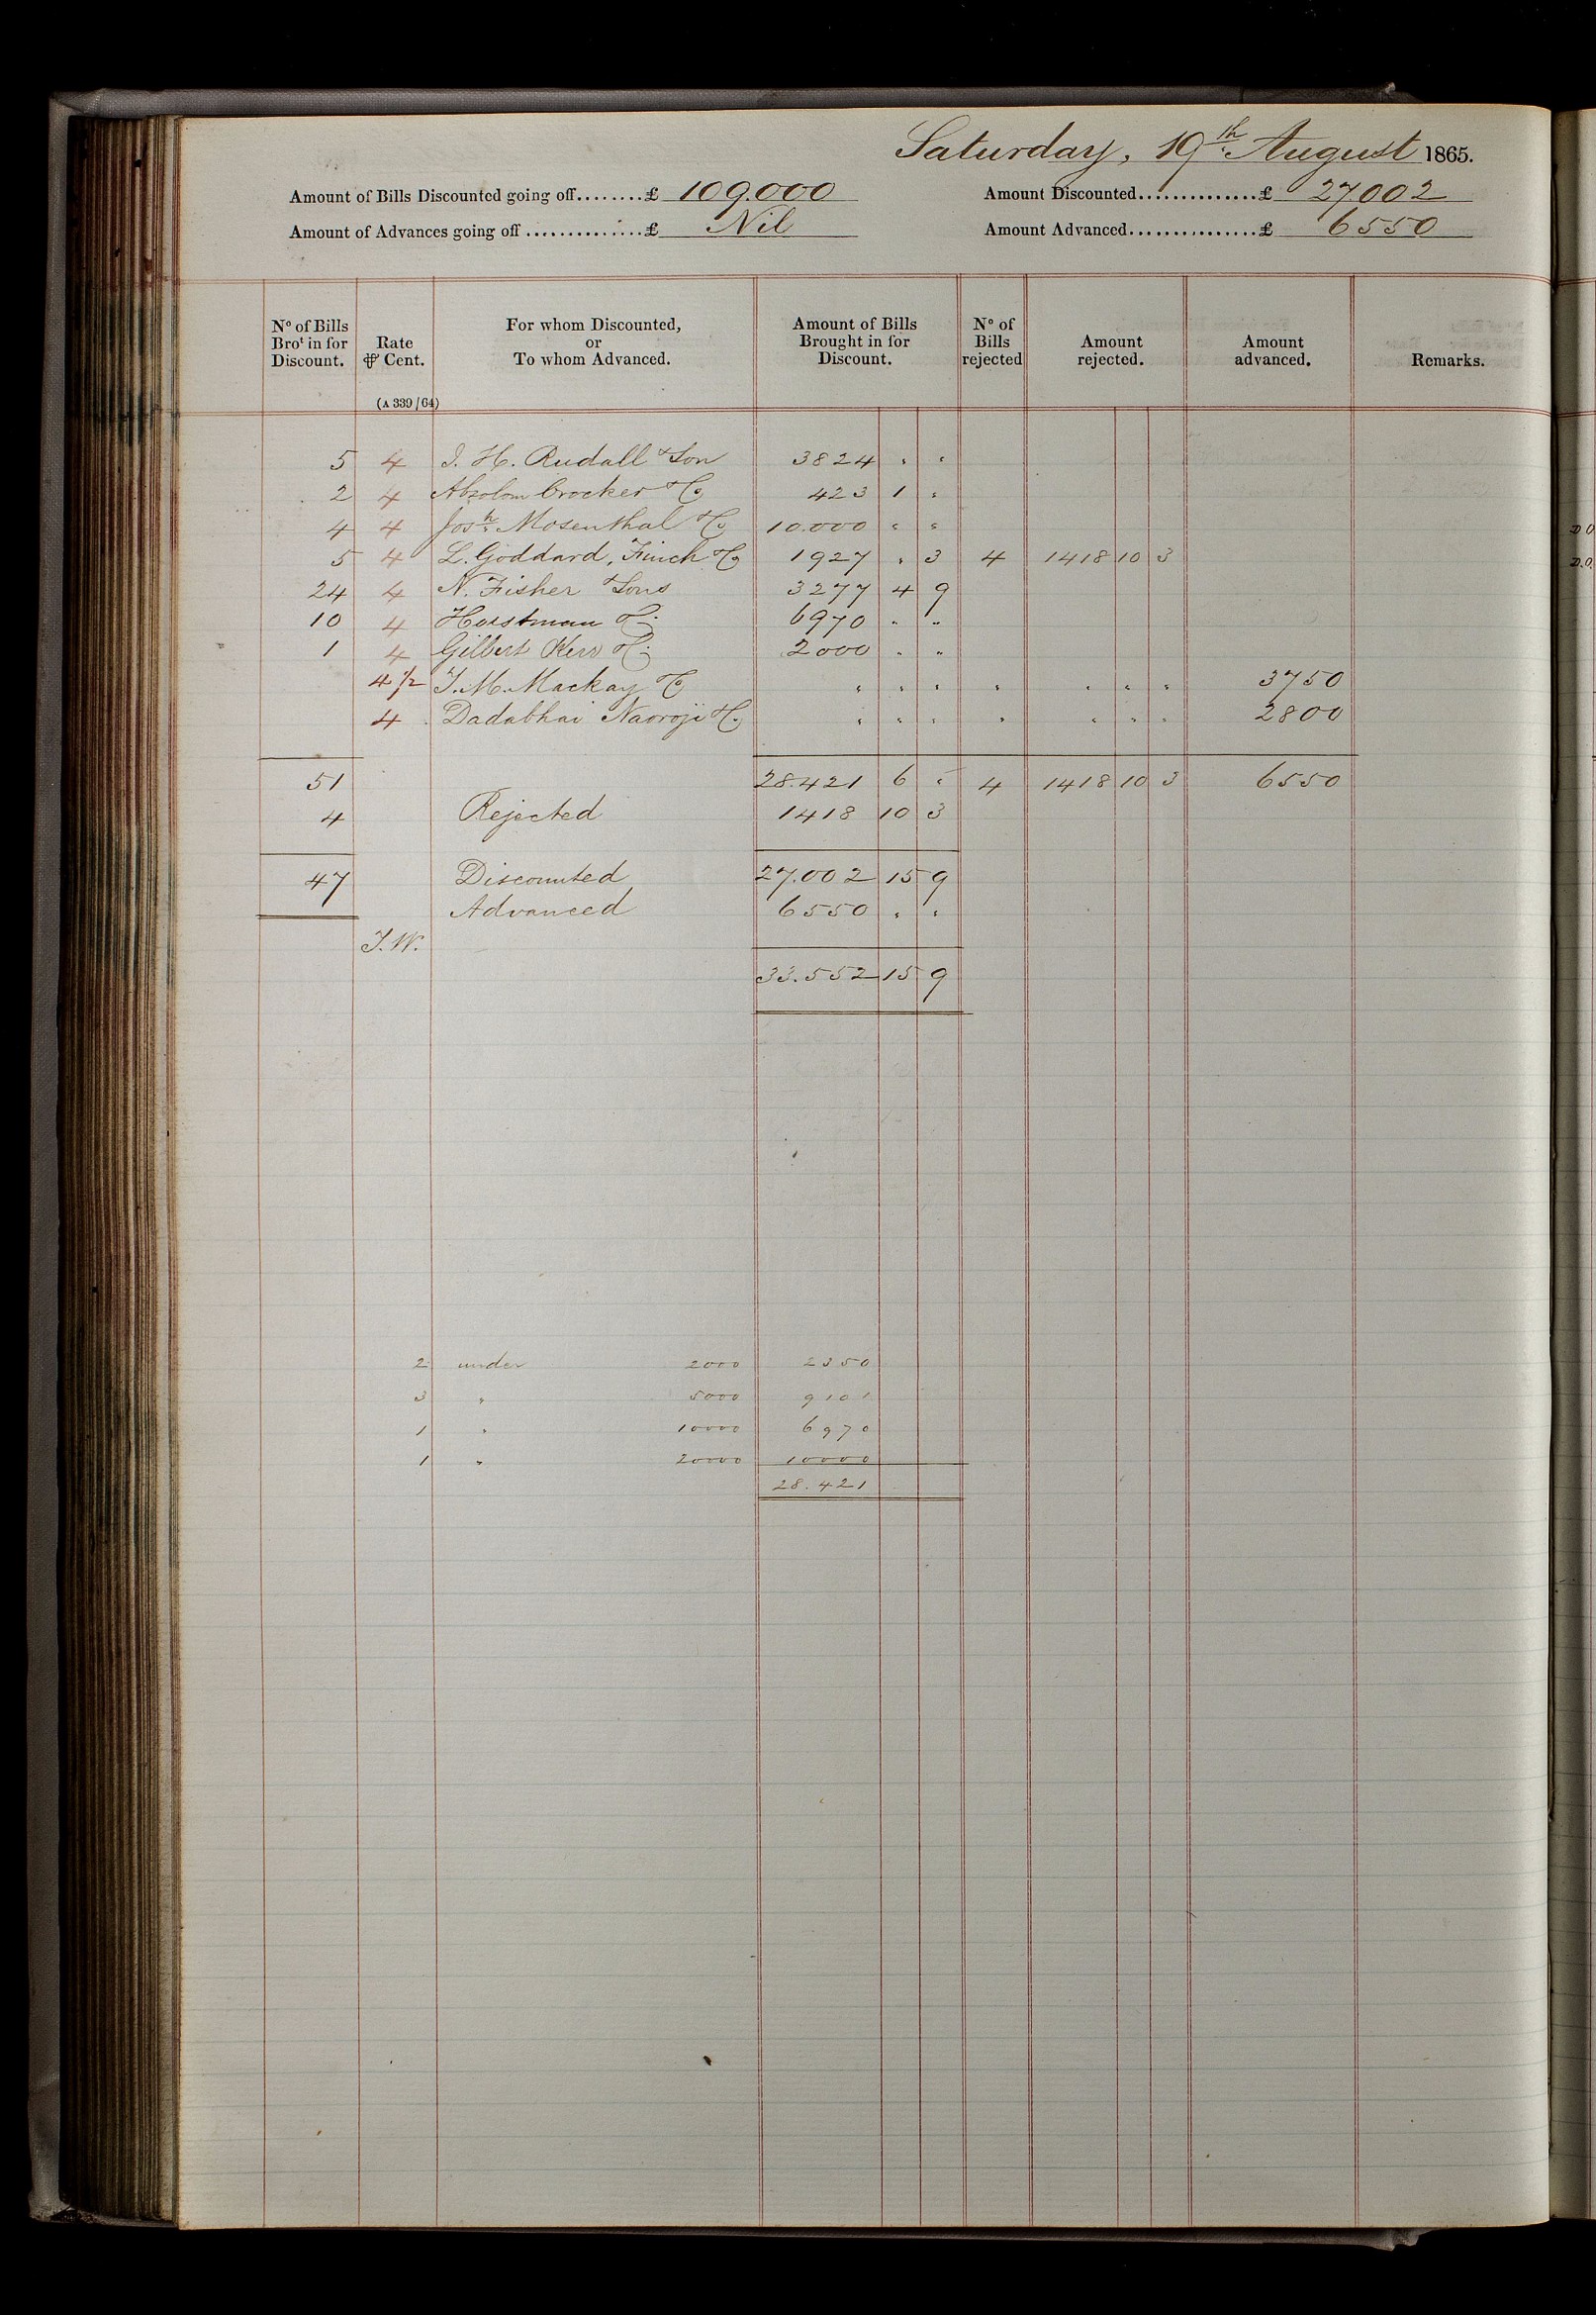 Saturday, 19th August 1865.
Amount of Bills Discounted going off........£ 109.000 Amount Discounted..............£ 27002
Amount of Advances going off..............£ Nil Amount Advanced...............£ 6550
No of Bills Brot in for Discount. Rate ⅌ Cent. (A 339/64) For whom Discounted, or To whom Advanced. Amount of Bills Brought in for Discount. No of Bills rejected Amount rejected. Amount advanced. Remarks.
5 4 J. H. Rudall & Son 3824 " "
2 4 Absolom Crocker & Co 423 1 "
4 4 Josh. Mosenthal & Co 10.000 " "
5 4 L. Goddard, Finch & Co 1927 " 3 4 1418 10 3
24 4 N. Fisher & Sons 3277 4 9
10 4 Horstman & Co. 6970 " "
1 4 Gilbert Kerr & Co. 2000 " "
4 1/2 J. M. Mackay & Co " " " " " " " 3750
4 Dadabhai Naoroji & Co. " " " " " " " 2800
51 28.421 6 " 4 1418 10 3 6550
4 Rejected 1418 10 3
47 Discounted 27.002 15 9
Advanced 6550 " "
J.W.
33.552 15 9
2 under 2000 2350
3 " 5000 9101
1 " 10000 6970
1 " 20000 10000
28.421